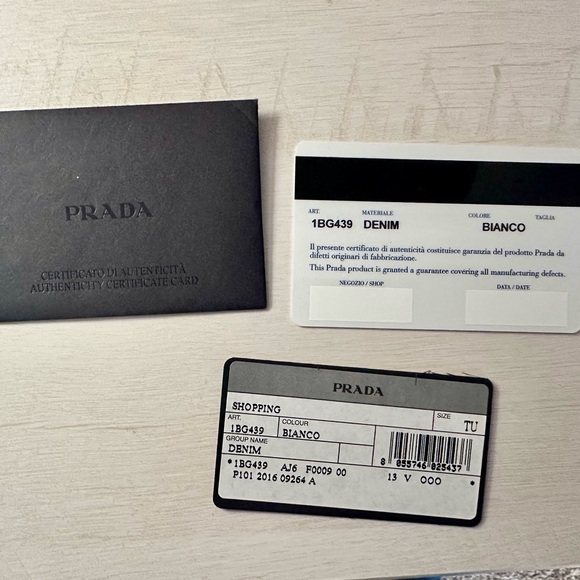 PRADA
CERTIFICATO DI AUTENTICITÀ
AUTHENTICITY CERTIFICATE CARD
ART. MATERIALE COLORE TAGLIA
1BG439 DENIM BIANCO
Il presente certificato di autenticità costituisce garanzia del prodotto Prada da
difetti originari di fabbricazione.
This Prada product is granted a guarantee covering all manufacturing defects.
NEGOZIO / SHOP DATA / DATE
PRADA
SHOPPING SIZE TU
ART. COLOUR
1BG439 BIANCO
GROUP NAME
DENIM
8 055746 025437
1BG439 AJ6 F0009 00
P101 2016 09264 A 13 V OOO